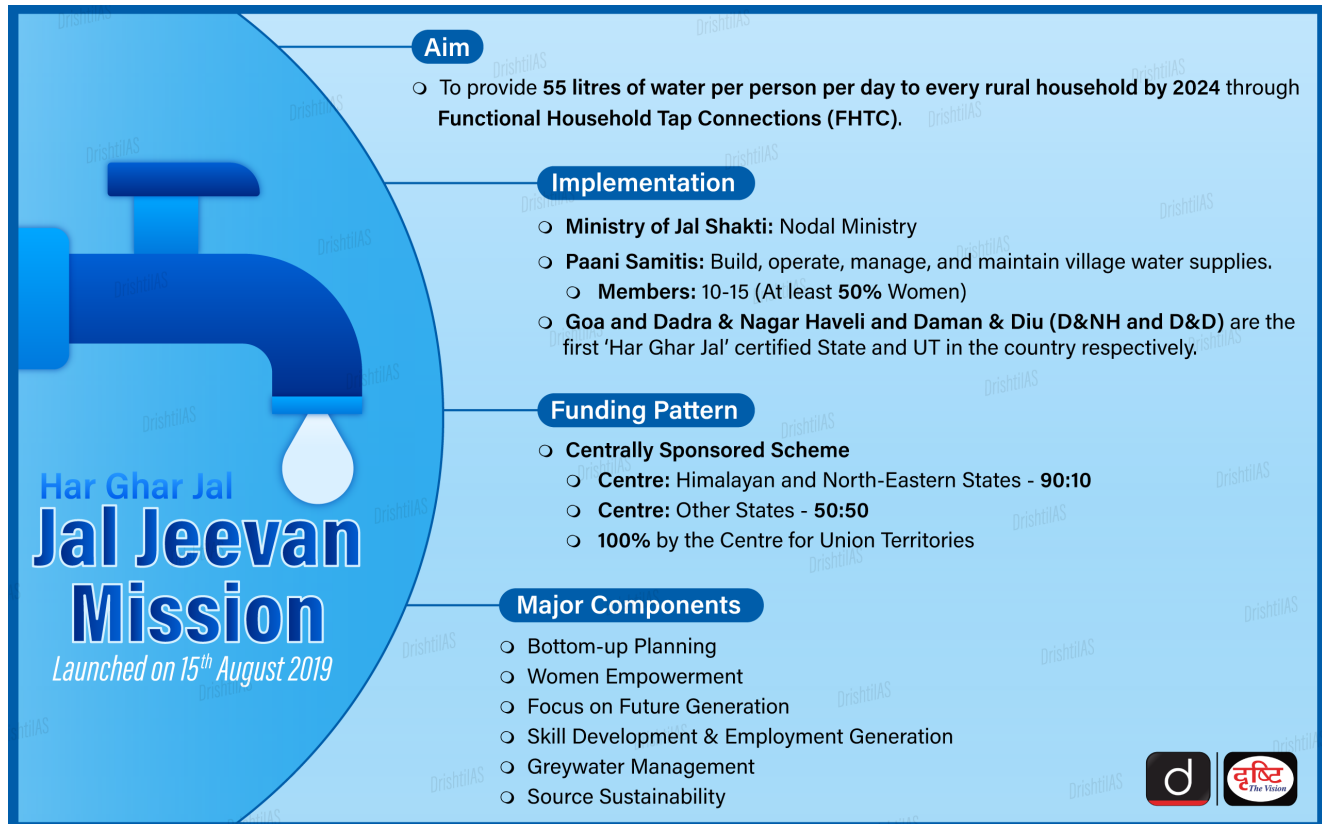 Aim
To provide 55 litres of water per person per day to every rural household by 2024 through
Functional Household Tap Connections (FHTC).
Implementation
Ministry of Jal Shakti: Nodal Ministry
Paani Samitis: Build, operate, manage, and maintain village water supplies.
Members: 10-15 (At least 50% Women)
Goa and Dadra & Nagar Haveli and Daman & Diu (D&NH and D&D) are the
first ‘Har Ghar Jal’ certified State and UT in the country respectively.
Funding Pattern
Centrally Sponsored Scheme
Centre: Himalayan and North-Eastern States - 90:10
Centre: Other States - 50:50
100% by the Centre for Union Territories
Har Ghar Jal
Jal Jeevan
Mission
Launched on 15th August 2019
Major Components
Bottom-up Planning
Women Empowerment
Focus on Future Generation
Skill Development & Employment Generation
Greywater Management
Source Sustainability
d
दृष्टि
The Vision
DrishtiIAS